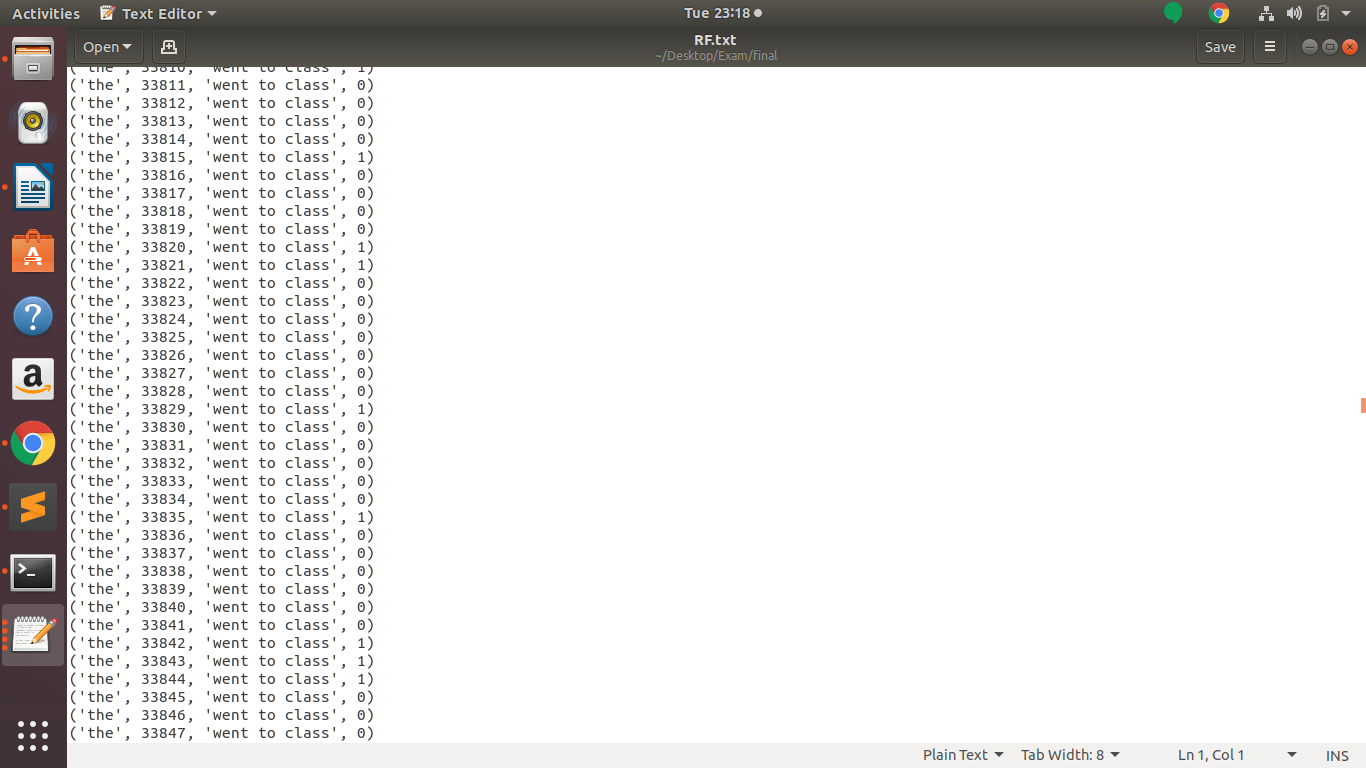 Activities Text Editor Tue 23:18
Open RF.txt Save
~/Desktop/Exam/final
('the', 33810, 'went to class', 1)
('the', 33811, 'went to class', 0)
('the', 33812, 'went to class', 0)
('the', 33813, 'went to class', 0)
('the', 33814, 'went to class', 0)
('the', 33815, 'went to class', 1)
('the', 33816, 'went to class', 0)
('the', 33817, 'went to class', 0)
('the', 33818, 'went to class', 0)
('the', 33819, 'went to class', 0)
('the', 33820, 'went to class', 1)
('the', 33821, 'went to class', 1)
('the', 33822, 'went to class', 0)
('the', 33823, 'went to class', 0)
('the', 33824, 'went to class', 0)
('the', 33825, 'went to class', 0)
('the', 33826, 'went to class', 0)
('the', 33827, 'went to class', 0)
('the', 33828, 'went to class', 0)
('the', 33829, 'went to class', 1)
('the', 33830, 'went to class', 0)
('the', 33831, 'went to class', 0)
('the', 33832, 'went to class', 0)
('the', 33833, 'went to class', 0)
('the', 33834, 'went to class', 0)
('the', 33835, 'went to class', 1)
('the', 33836, 'went to class', 0)
('the', 33837, 'went to class', 0)
('the', 33838, 'went to class', 0)
('the', 33839, 'went to class', 0)
('the', 33840, 'went to class', 0)
('the', 33841, 'went to class', 0)
('the', 33842, 'went to class', 1)
('the', 33843, 'went to class', 1)
('the', 33844, 'went to class', 1)
('the', 33845, 'went to class', 0)
('the', 33846, 'went to class', 0)
('the', 33847, 'went to class', 0)
Plain Text Tab Width: 8 Ln 1, Col 1 INS